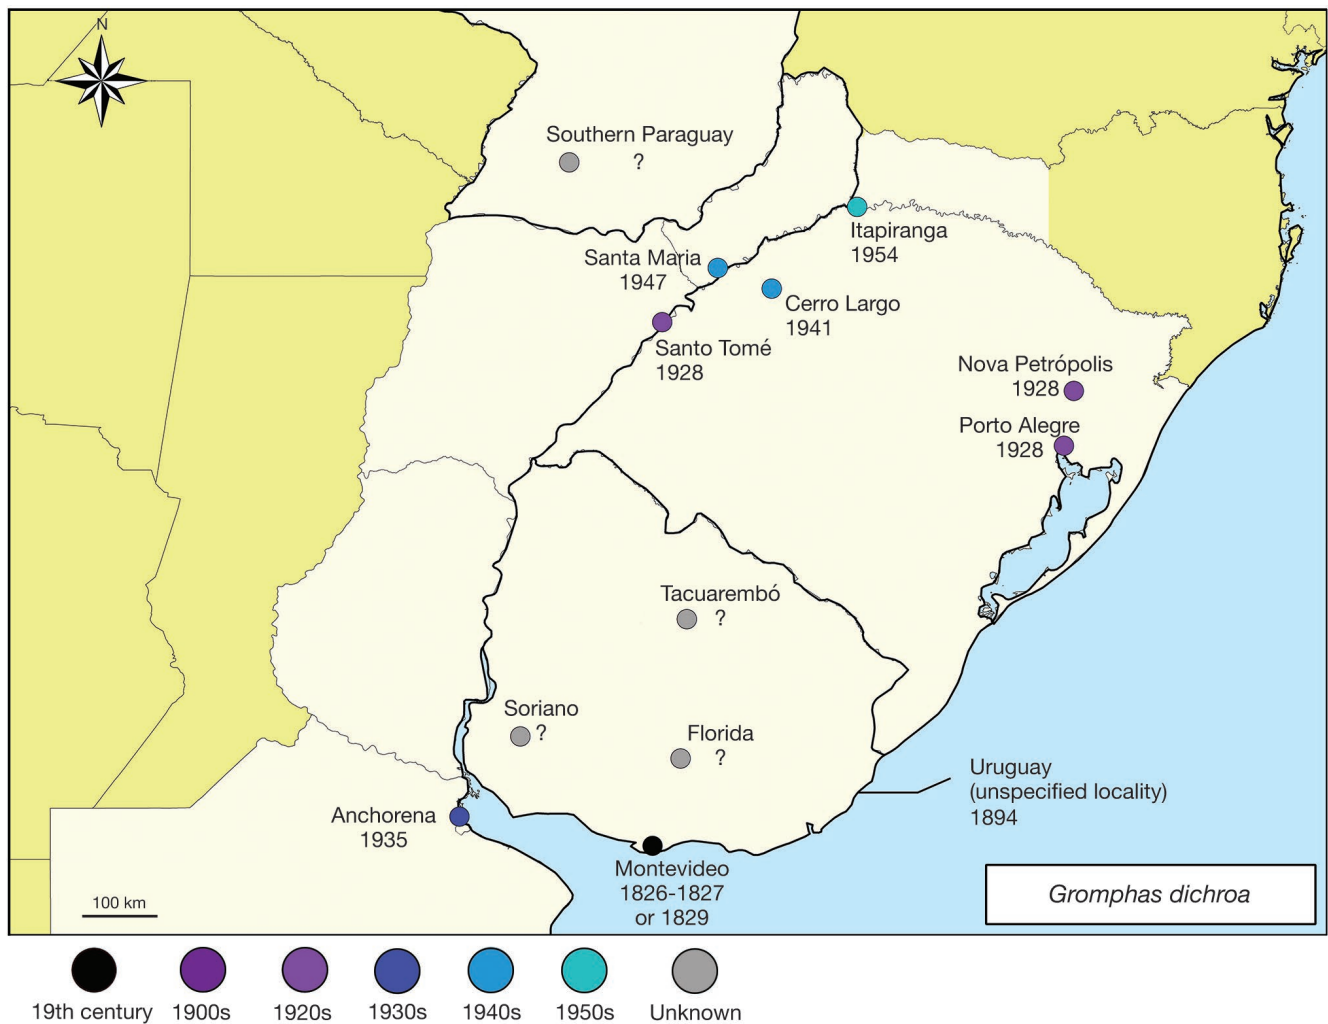 N
Southern Paraguay
?
Itapiranga
1954
Santa Maria
1947
Cerro Largo
1941
Santo Tomé
1928
Nova Petrópolis
1928
Porto Alegre
1928
Tacuarembó
?
Soriano
?
Florida
?
Uruguay
(unspecified locality)
1894
Anchorena
1935
Montevideo
1826-1827
or 1829
100 km
Gromphas dichroa
19th century
1900s
1920s
1930s
1940s
1950s
Unknown